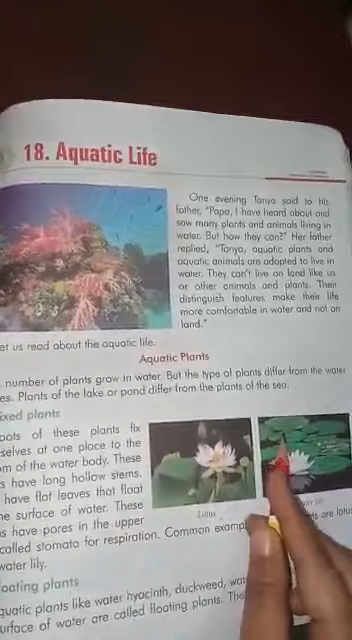 18. Aquatic Life
One evening Tanya said to his
father, "Papa, I have heard about and
saw many plants and animals living in
water. But how they can?" Her father
replied, "Tanya, aquatic plants and
aquatic animals are adapted to live in
water. They can't live on land like us
or other animals and plants. Their
distinguish features make their life
more comfortable in water and not on
land."
et us read about the aquatic life.
Aquatic Plants
number of plants grow in water. But the type of plants differ from the water
es. Plants of the lake or pond differ from the plants of the sea.
ixed plants
oots of these plants fix
selves at one place to the
om of the water body. These
s have long hollow stems.
have flat leaves that float
he surface of water. These
s have pores in the upper
called stomato for respiration. Common examp
are lotus
water lily.
Lotus
loating plants
quatic plants like water hyacinth, duckweed, wat
urface of water are called floating plants. The